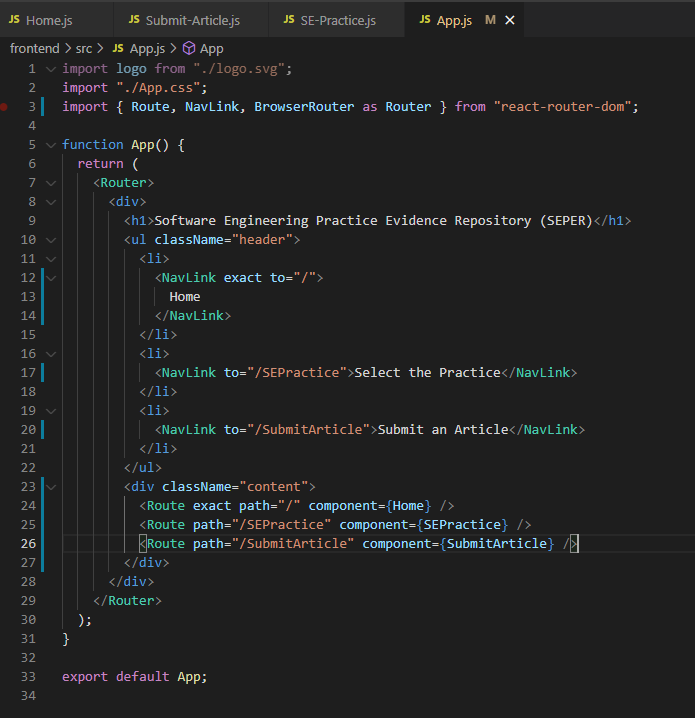 JS Home.js JS Submit-Article.js JS SE-Practice.js JS App.js M ×
frontend > src > JS App.js > App
1 import logo from "./logo.svg";
2 import "./App.css";
3 import { Route, NavLink, BrowserRouter as Router } from "react-router-dom";
4
5 function App() {
6 return (
7 <Router>
8 <div>
9 <h1>Software Engineering Practice Evidence Repository (SEPER)</h1>
10 <ul className="header">
11 <li>
12 <NavLink exact to="/">
13 Home
14 </NavLink>
15 </li>
16 <li>
17 <NavLink to="/SEPractice">Select the Practice</NavLink>
18 </li>
19 <li>
20 <NavLink to="/SubmitArticle">Submit an Article</NavLink>
21 </li>
22 </ul>
23 <div className="content">
24 <Route exact path="/" component={Home} />
25 <Route path="/SEPractice" component={SEPractice} />
26 <Route path="/SubmitArticle" component={SubmitArticle} />
27 </div>
28 </div>
29 </Router>
30 );
31 }
32
33 export default App;
34